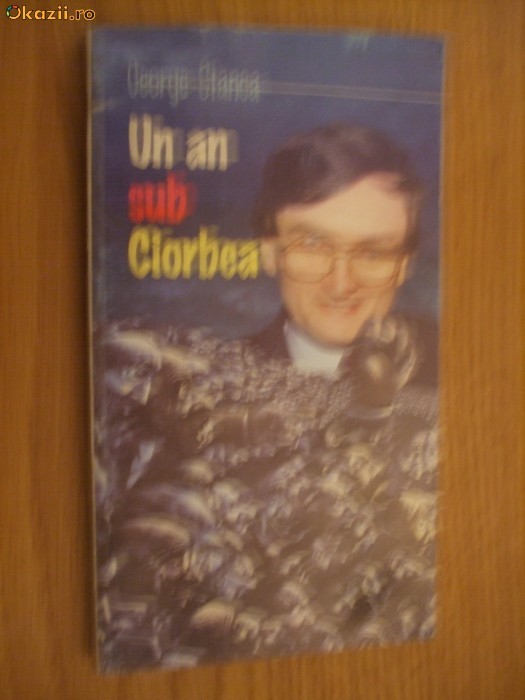 Okazii.ro
George Stanca
Un an
sub
Ciorbea